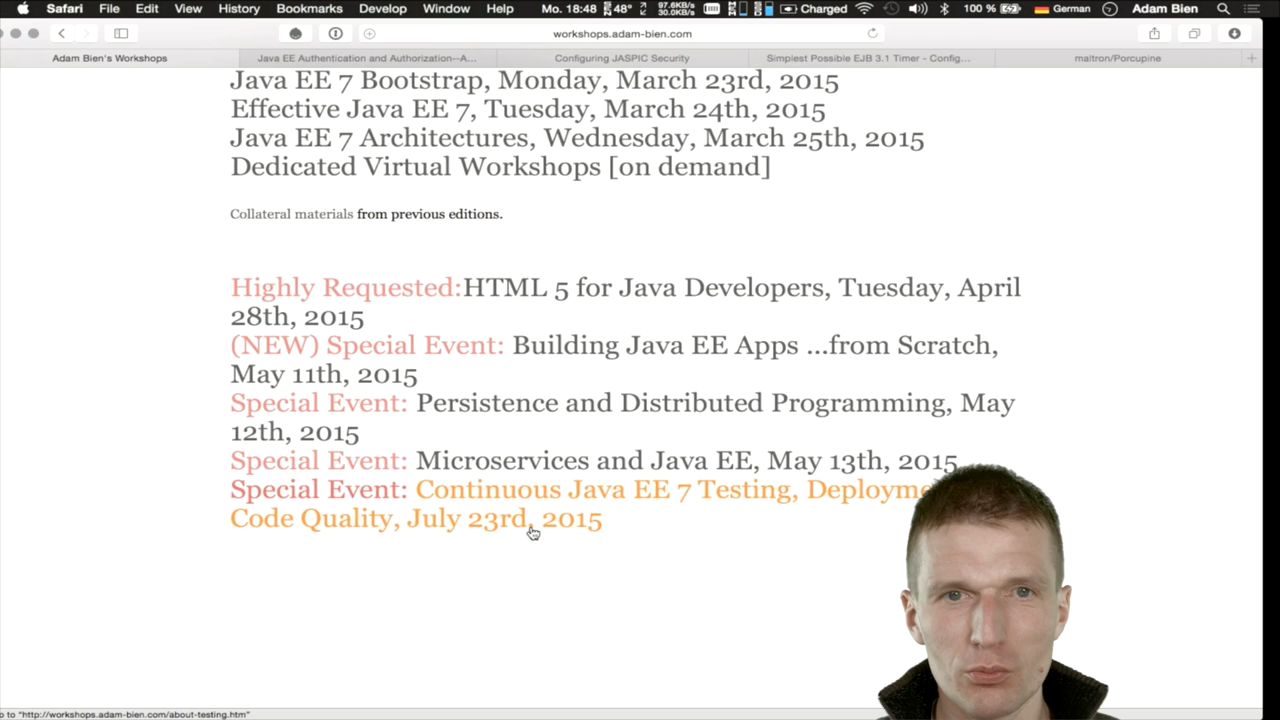 Safari File Edit View History Bookmarks Develop Window Help Mo. 18:48 48° 97.6KB/s 30.0KB/s Charged 100 % German Adam Bien
workshops.adam-bien.com
Adam Bien's Workshops Java EE Authentication and Authorization--A... Configuring JASPIC Security Simplest Possible EJB 3.1 Timer - Config... maltron/Porcupine
Java EE 7 Bootstrap, Monday, March 23rd, 2015
Effective Java EE 7, Tuesday, March 24th, 2015
Java EE 7 Architectures, Wednesday, March 25th, 2015
Dedicated Virtual Workshops [on demand]
Collateral materials from previous editions.
Highly Requested:HTML 5 for Java Developers, Tuesday, April
28th, 2015
(NEW) Special Event: Building Java EE Apps ...from Scratch,
May 11th, 2015
Special Event: Persistence and Distributed Programming, May
12th, 2015
Special Event: Microservices and Java EE, May 13th, 2015
Special Event: Continuous Java EE 7 Testing, Deployme
Code Quality, July 23rd, 2015
o to "http://workshops.adam-bien.com/about-testing.htm"